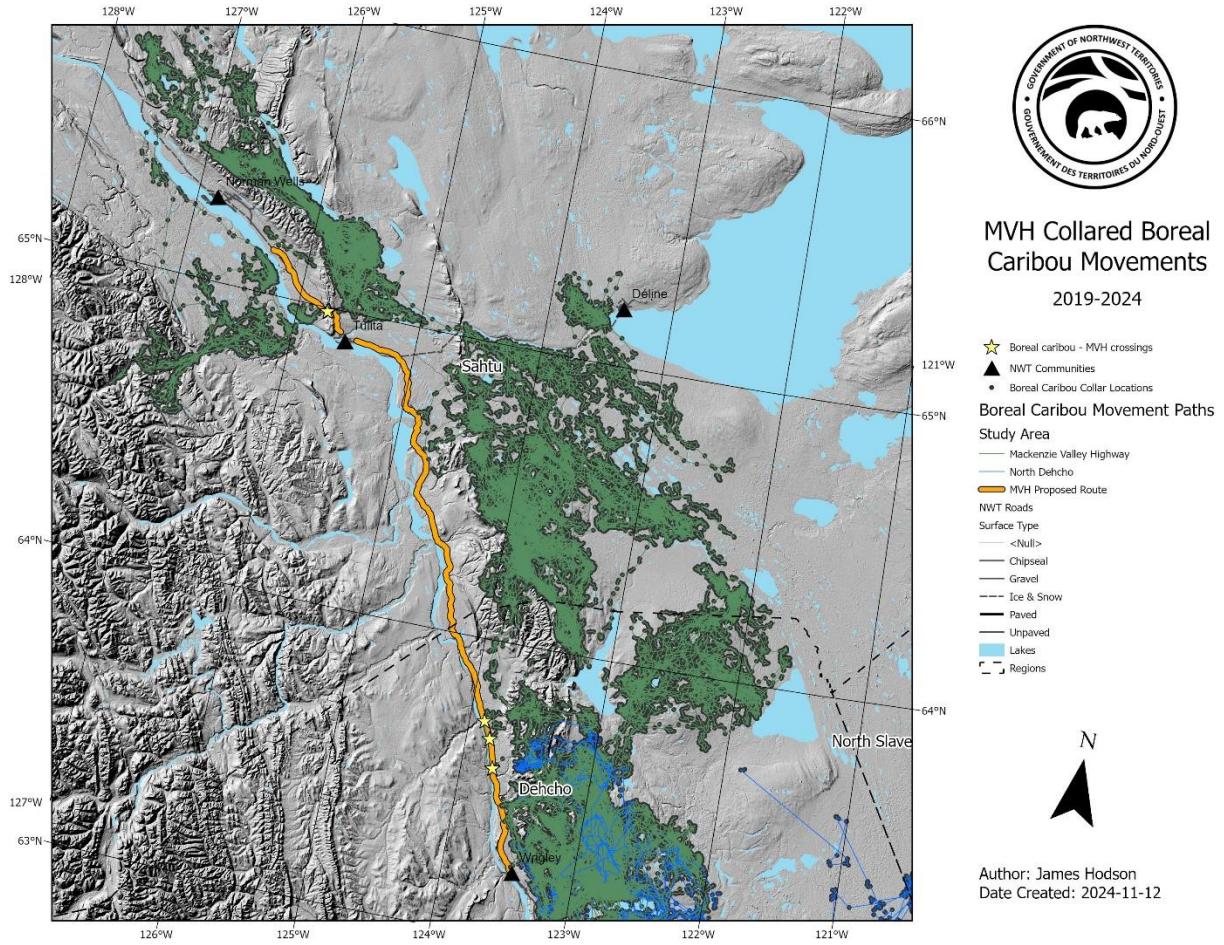 128°W
127°W
126°W
125°W
124°W
123°W
122°W
66°N
65°N
128°W
64°N
127°W
63°N
121°W
65°N
64°N
Norman Wells
Tulita
Déline
Sahtu
North Slave
Dehcho
Wrigley
126°W
125°W
124°W
123°W
122°W
121°W
GOVERNMENT OF NORTHWEST TERRITORIES
GOUVERNEMENT DES TERRITOIRES DU NORD-OUEST
MVH Collared Boreal
Caribou Movements
2019-2024
Boreal caribou - MVH crossings
NWT Communities
Boreal Caribou Collar Locations
Boreal Caribou Movement Paths
Study Area
Mackenzie Valley Highway
North Dehcho
MVH Proposed Route
NWT Roads
Surface Type
<Null>
Chipseal
Gravel
Ice & Snow
Paved
Unpaved
Lakes
Regions
N
Author: James Hodson
Date Created: 2024-11-12